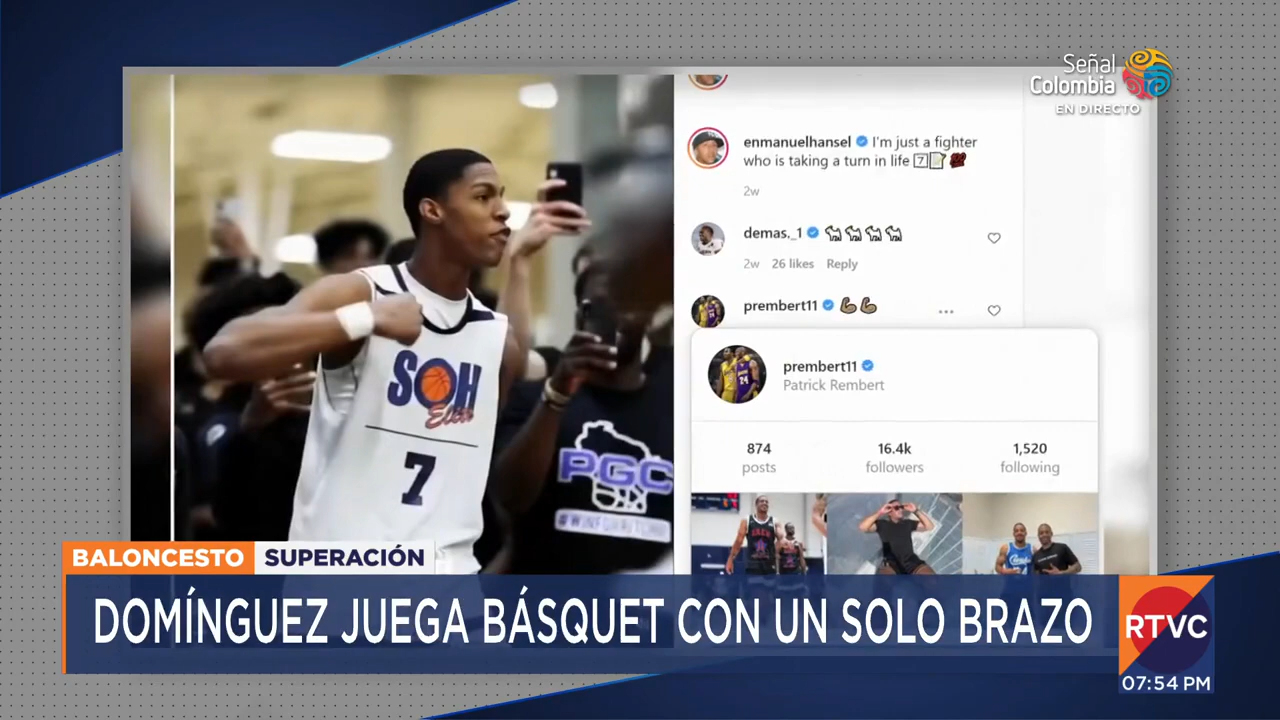 Señal
Colombia
EN DIRECTO
enmanuelhansel I'm just a fighter
who is taking a turn in life 7️⃣📝 💯
2w
demas._1 🐪🐪🐪🐪
2w 26 likes Reply
prembert11 💪🏾💪🏾
...
prembert11
Patrick Rembert
874 16.4k 1,520
posts followers following
SOH
Elite
7
PGC
BALONCESTO SUPERACIÓN
DOMÍNGUEZ JUEGA BÁSQUET CON UN SOLO BRAZO
RTVC
07:54 PM